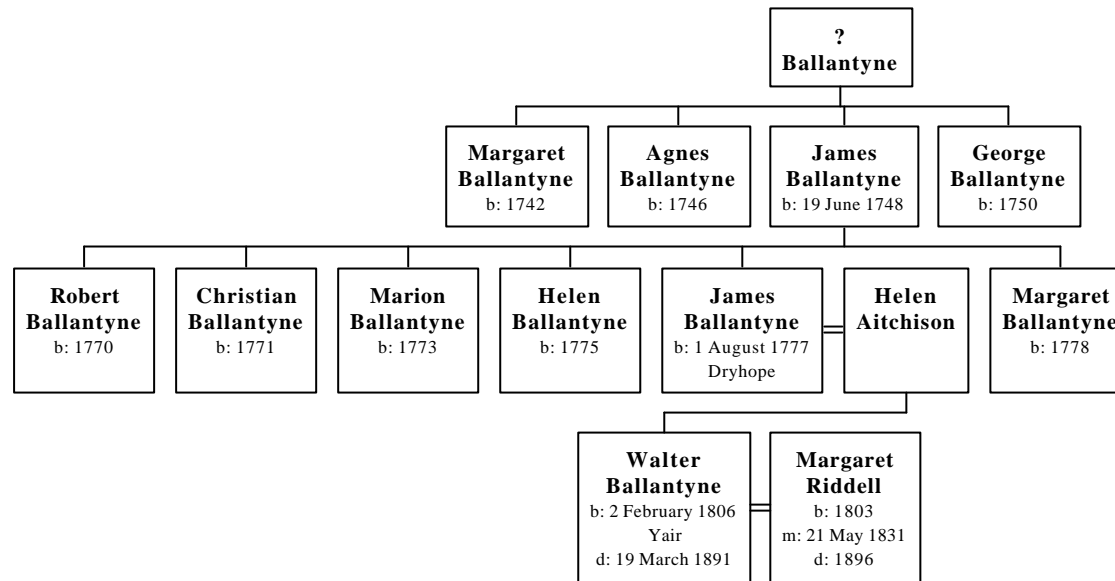 ?
Ballantyne
Margaret
Ballantyne
b: 1742
Agnes
Ballantyne
b: 1746
James
Ballantyne
b: 19 June 1748
George
Ballantyne
b: 1750
Robert
Ballantyne
b: 1770
Christian
Ballantyne
b: 1771
Marion
Ballantyne
b: 1773
Helen
Ballantyne
b: 1775
James
Ballantyne
b: 1 August 1777
Dryhope
Helen
Aitchison
Margaret
Ballantyne
b: 1778
Walter
Ballantyne
b: 2 February 1806
Yair
d: 19 March 1891
Margaret
Riddell
b: 1803
m: 21 May 1831
d: 1896